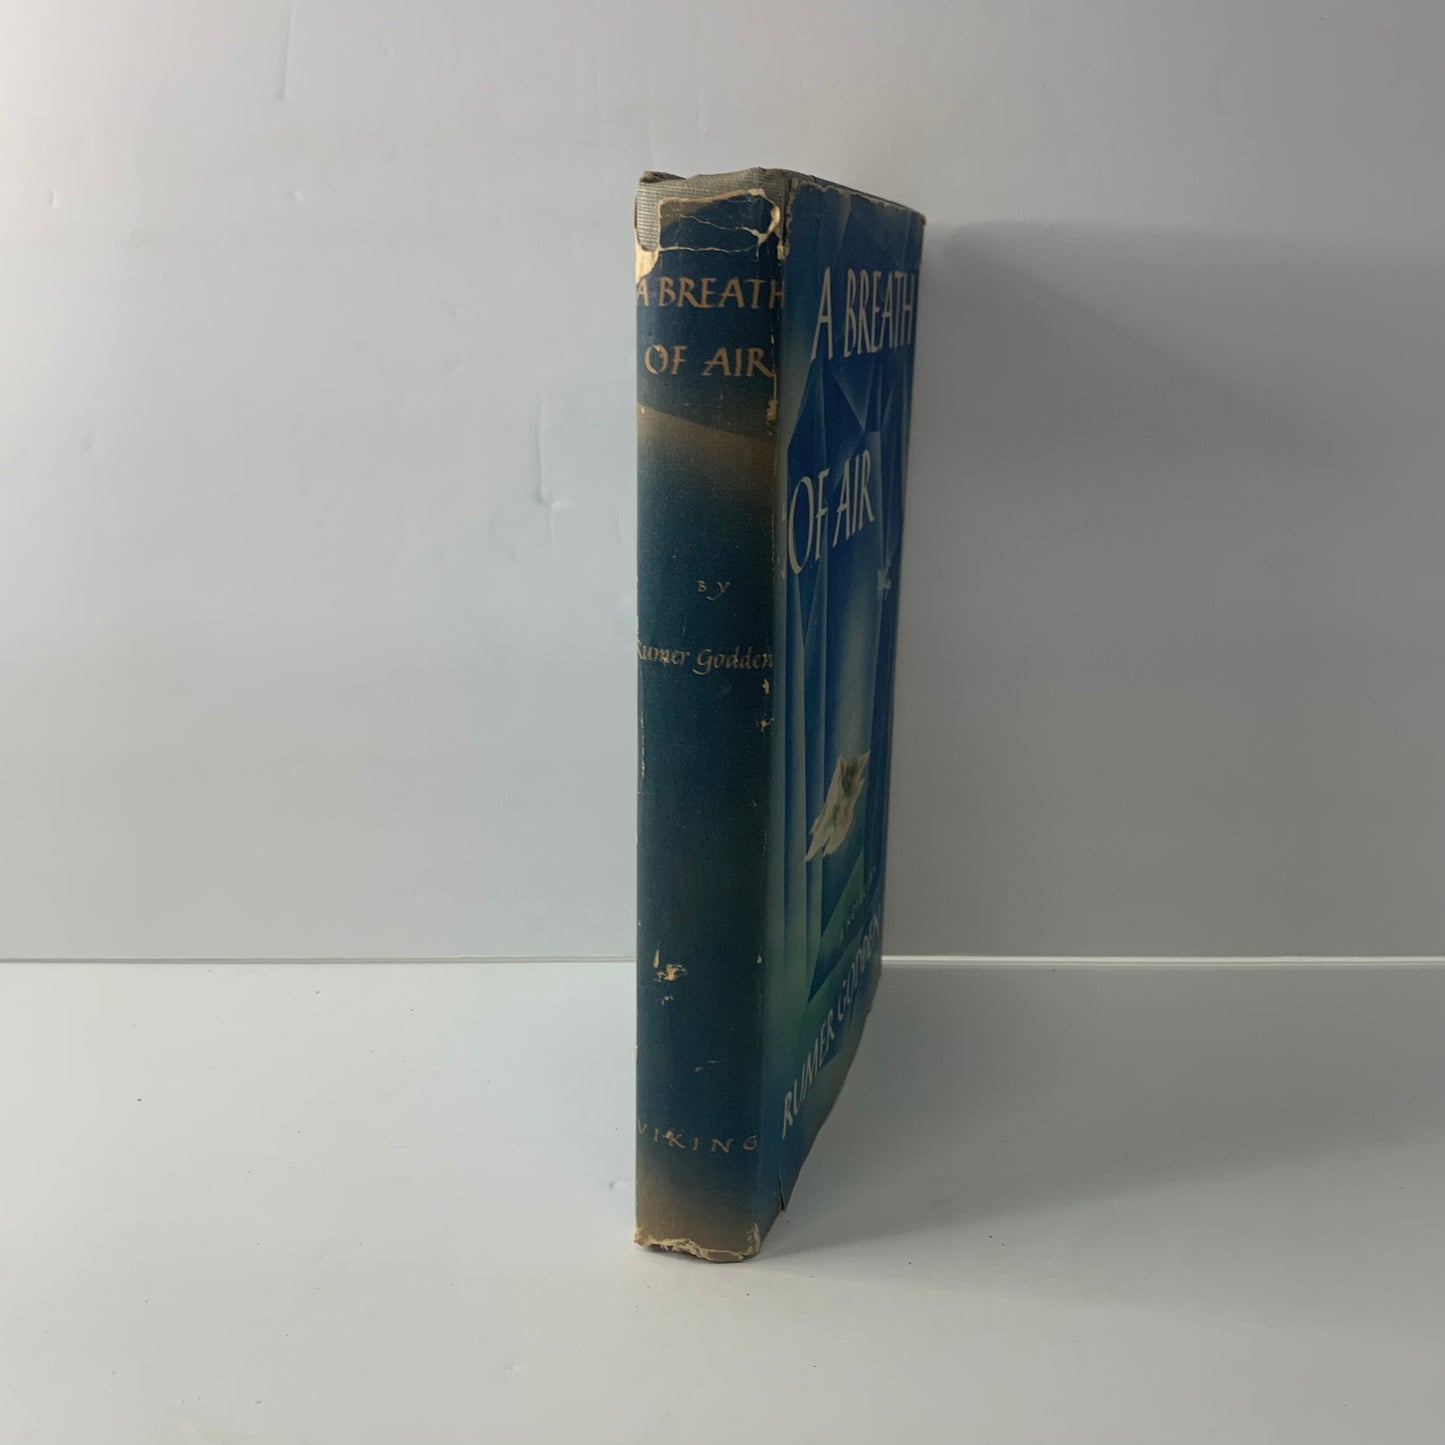 A BREATH
OF AIR
BY
Rumer Godden
VIKING
A BREATH
OF AIR
RUMER GODDEN